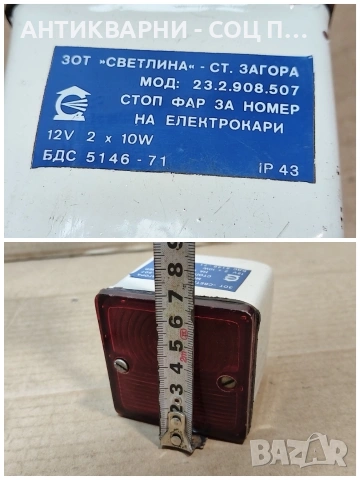 АНТИКВАРНИ - СОЦ П...
ЗОТ »СВЕТЛИНА« - СТ. ЗАГОРА
МОД: 23.2.908.507
СТОП ФАР ЗА НОМЕР
НА ЕЛЕКТРОКАРИ
12V 2 x 10W
БДС 5146 - 71 iP 43
9
8
7
6
5
4
3
2
BAZAR